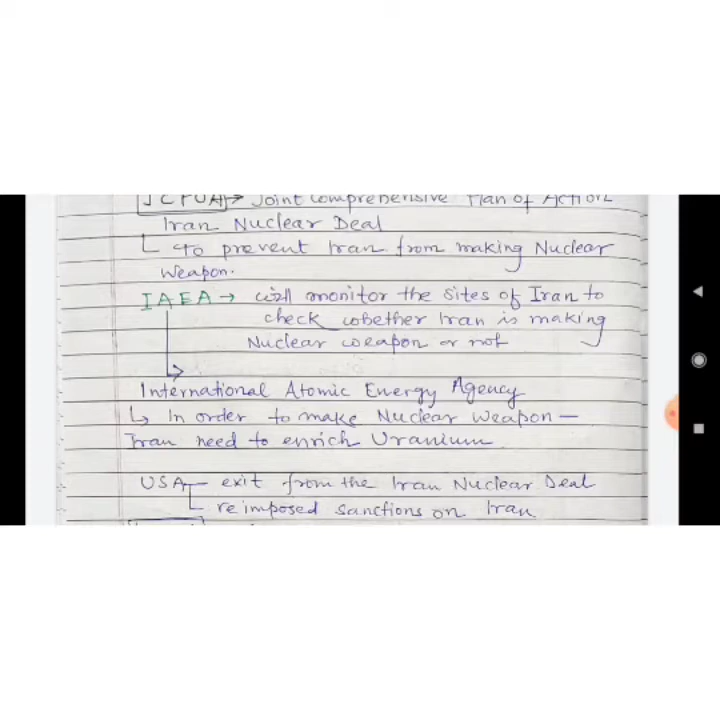 JCPOA → Joint comprehensive Plan of Action
Iran Nuclear Deal
↳ to prevent Iran from making Nuclear
Weapon.
IAEA → will monitor the sites of Iran to
check whether Iran is making
Nuclear weapon or not
International Atomic Energy Agency
↳ In order to make Nuclear weapon —
Iran need to enrich Uranium
USA — exit from the Iran Nuclear Deal
reimposed sanctions on Iran